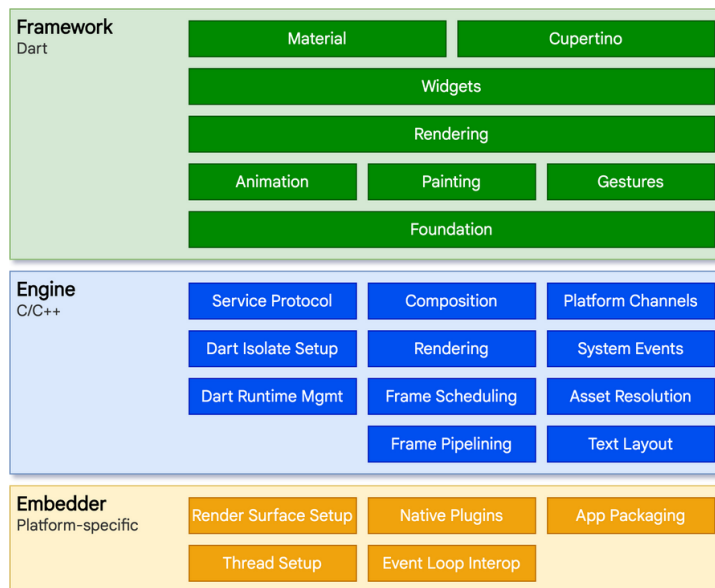 Framework
Dart
Material
Cupertino
Widgets
Rendering
Animation
Painting
Gestures
Foundation
Engine
C/C++
Service Protocol
Composition
Platform Channels
Dart Isolate Setup
Rendering
System Events
Dart Runtime Mgmt
Frame Scheduling
Asset Resolution
Frame Pipelining
Text Layout
Embedder
Platform-specific
Render Surface Setup
Native Plugins
App Packaging
Thread Setup
Event Loop Interop